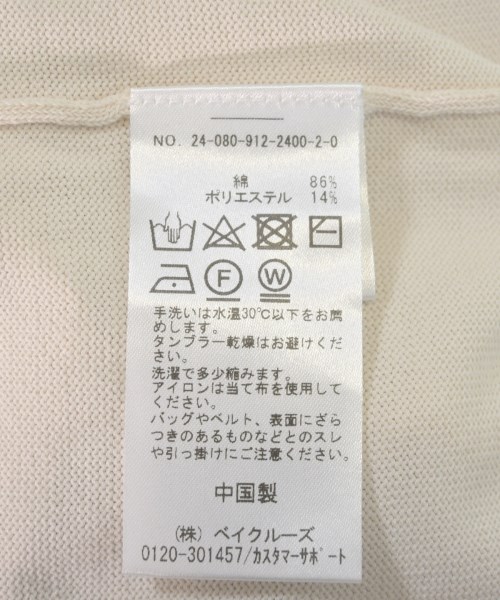 NO. 24-080-912-2400-2-0
綿 86%
ポリエステル 14%
F W
手洗いは水温30℃以下をお薦
めします。
タンブラー乾燥はお避けくだ
さい。
洗濯で多少縮みます。
アイロンは当て布を使用して
ください。
バッグやベルト、表面にざら
つきのあるものなどとのスレ
や引っ掛けにご注意ください。
中国製
(株) ベイクルーズ
0120-301457/カスタマーサポート